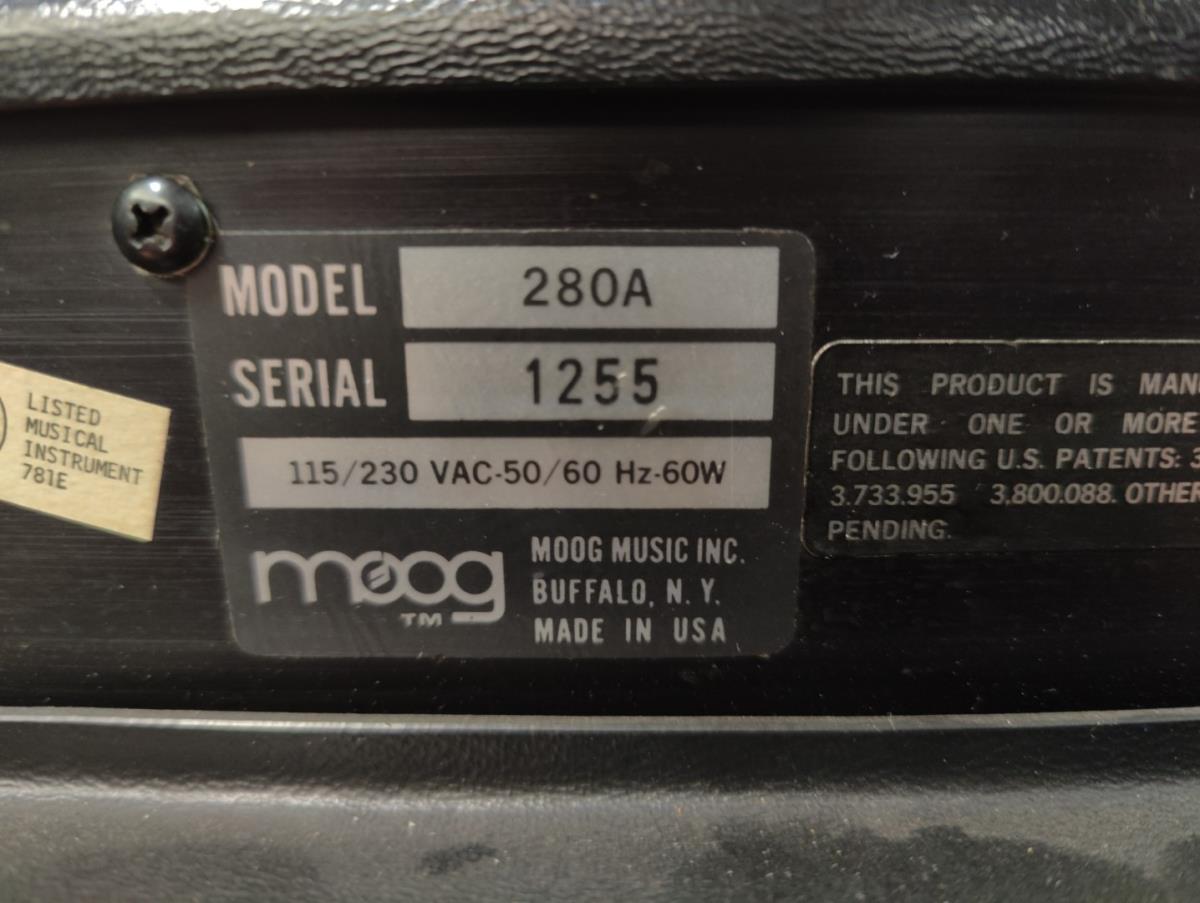 MODEL 280A
SERIAL 1255
115/230 VAC-50/60 Hz-60W
moog
TM
MOOG MUSIC INC.
BUFFALO, N. Y.
MADE IN USA
LISTED
MUSICAL
INSTRUMENT
781E
THIS PRODUCT IS
UNDER ONE OR MORE
FOLLOWING U.S. PATENTS: 3
3.733.955 3,800.088. OTHER
PENDING.